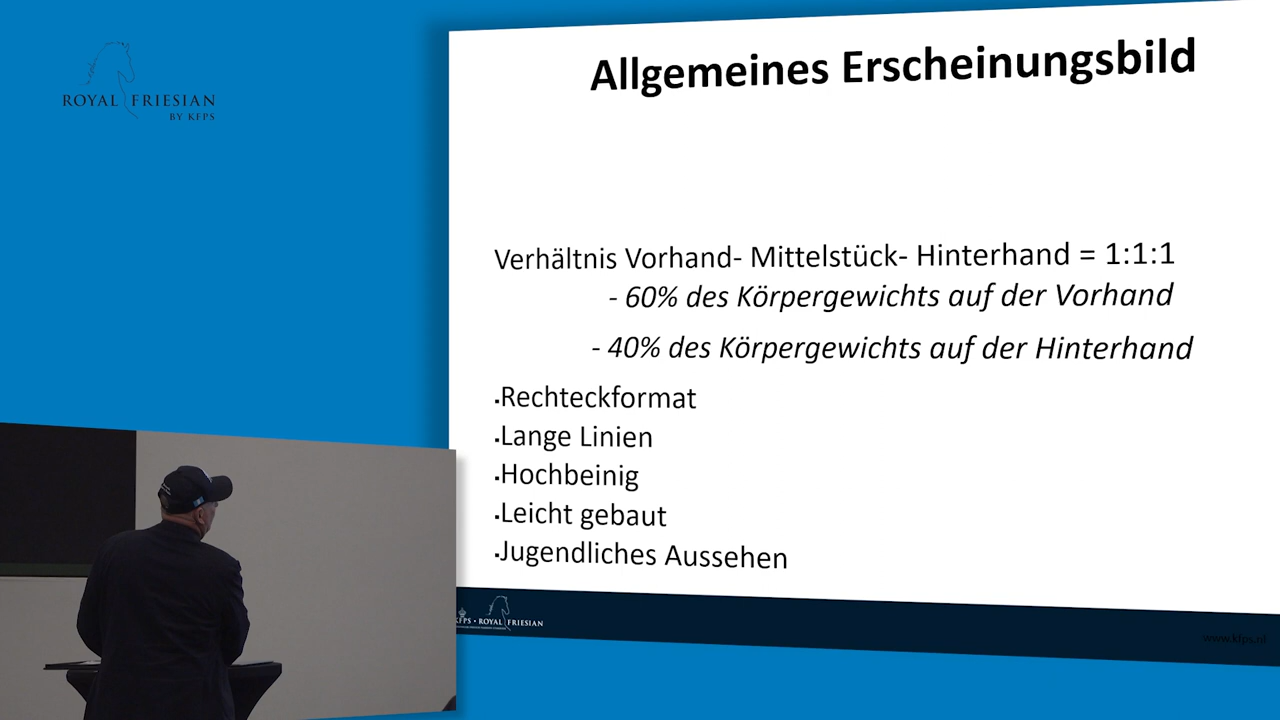 ROYAL FRIESIAN
BY KFPS
Allgemeines Erscheinungsbild
Verhältnis Vorhand- Mittelstück- Hinterhand = 1:1:1
- 60% des Körpergewichts auf der Vorhand
- 40% des Körpergewichts auf der Hinterhand
▪Rechteckformat
▪Lange Linien
▪Hochbeinig
▪Leicht gebaut
▪Jugendliches Aussehen
KFPS • ROYAL FRIESIAN
www.kfps.nl